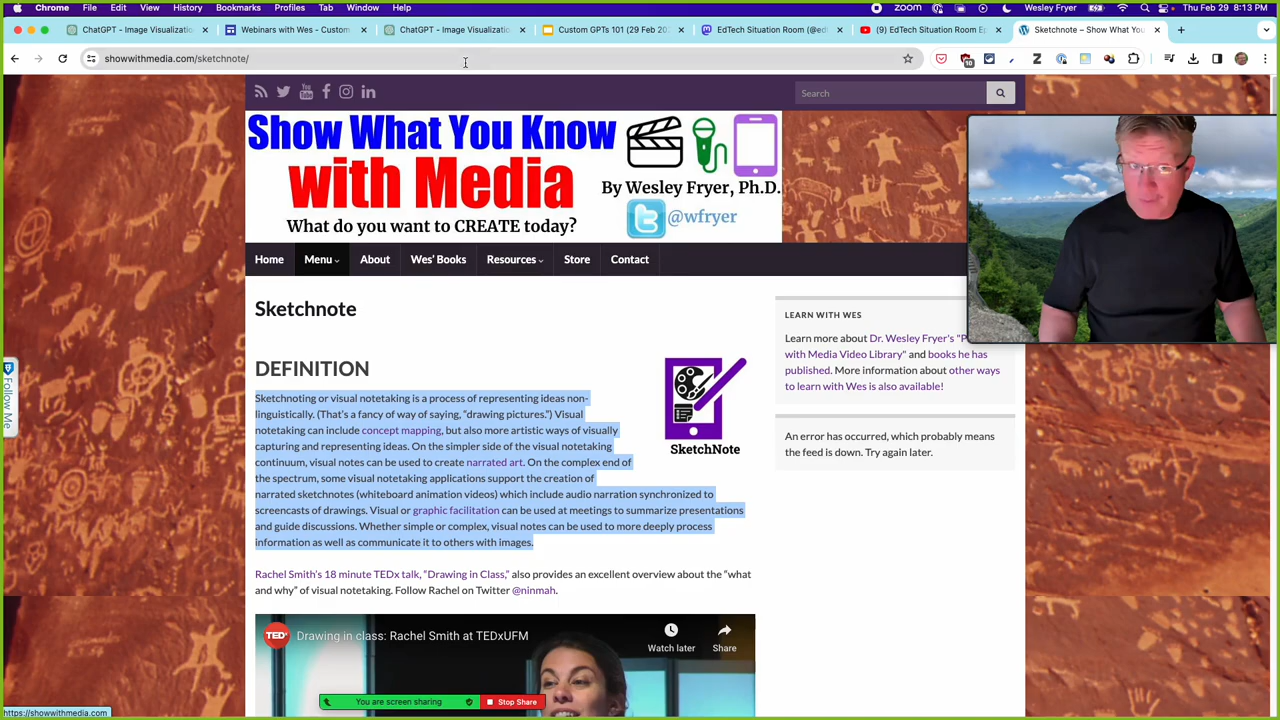 Chrome File Edit View History Bookmarks Profiles Tab Window Help zoom Wesley Fryer Thu Feb 29 8:13 PM
ChatGPT - Image Visualizatio × Webinars with Wes - Custom × ChatGPT - Image Visualizatio × Custom GPTs 101 (29 Feb 20 × EdTech Situation Room (@ed × (9) EdTech Situation Room Ep × Sketchnote – Show What You × +
showwithmedia.com/sketchnote/
10
Search
Show What You Know
with Media
By Wesley Fryer, Ph.D.
What do you want to CREATE today?
@wfryer
Home Menu About Wes' Books Resources Store Contact
Sketchnote
DEFINITION
Sketchnoting or visual notetaking is a process of representing ideas non-
linguistically. (That's a fancy of way of saying, "drawing pictures.") Visual
notetaking can include concept mapping, but also more artistic ways of visually
capturing and representing ideas. On the simpler side of the visual notetaking
continuum, visual notes can be used to create narrated art. On the complex end of
the spectrum, some visual notetaking applications support the creation of
narrated sketchnotes (whiteboard animation videos) which include audio narration synchronized to
screencasts of drawings. Visual or graphic facilitation can be used at meetings to summarize presentations
and guide discussions. Whether simple or complex, visual notes can be used to more deeply process
information as well as communicate it to others with images.
SketchNote
Rachel Smith's 18 minute TEDx talk, "Drawing in Class," also provides an excellent overview about the "what
and why" of visual notetaking. Follow Rachel on Twitter @ninmah.
TED
Drawing in class: Rachel Smith at TEDxUFM
Watch later
Share
LEARN WITH WES
Learn more about Dr. Wesley Fryer's "P
with Media Video Library" and books he has
published. More information about other ways
to learn with Wes is also available!
An error has occurred, which probably means
the feed is down. Try again later.
Follow Me
You are screen sharing
Stop Share
https://showwithmedia.com